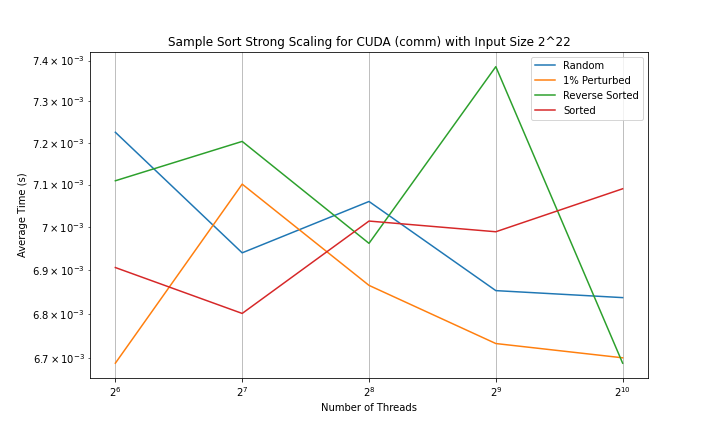 Sample Sort Strong Scaling for CUDA (comm) with Input Size 2^22
Average Time (s)
7.4 × 10⁻³
7.3 × 10⁻³
7.2 × 10⁻³
7.1 × 10⁻³
7 × 10⁻³
6.9 × 10⁻³
6.8 × 10⁻³
6.7 × 10⁻³
Random
1% Perturbed
Reverse Sorted
Sorted
2⁶ 2⁷ 2⁸ 2⁹ 2¹⁰
Number of Threads